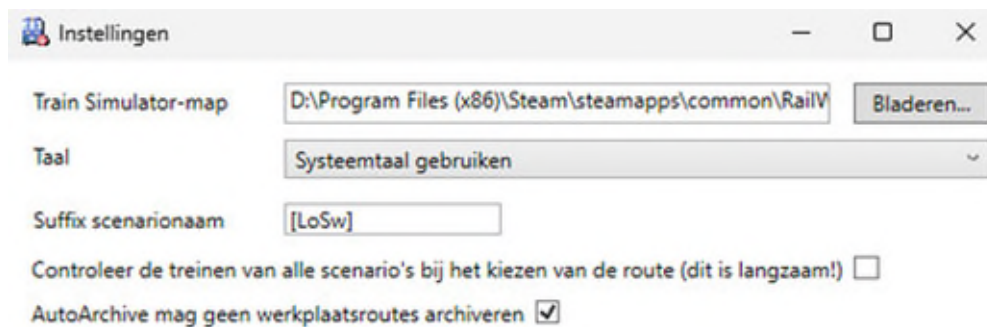 Instellingen
Train Simulator-map D:\Program Files (x86)\Steam\steamapps\common\RailW Bladeren...
Taal Systeemtaal gebruiken
Suffix scenarionaam [LoSw]
Controleer de treinen van alle scenario's bij het kiezen van de route (dit is langzaam!)
AutoArchive mag geen werkplaatsroutes archiveren